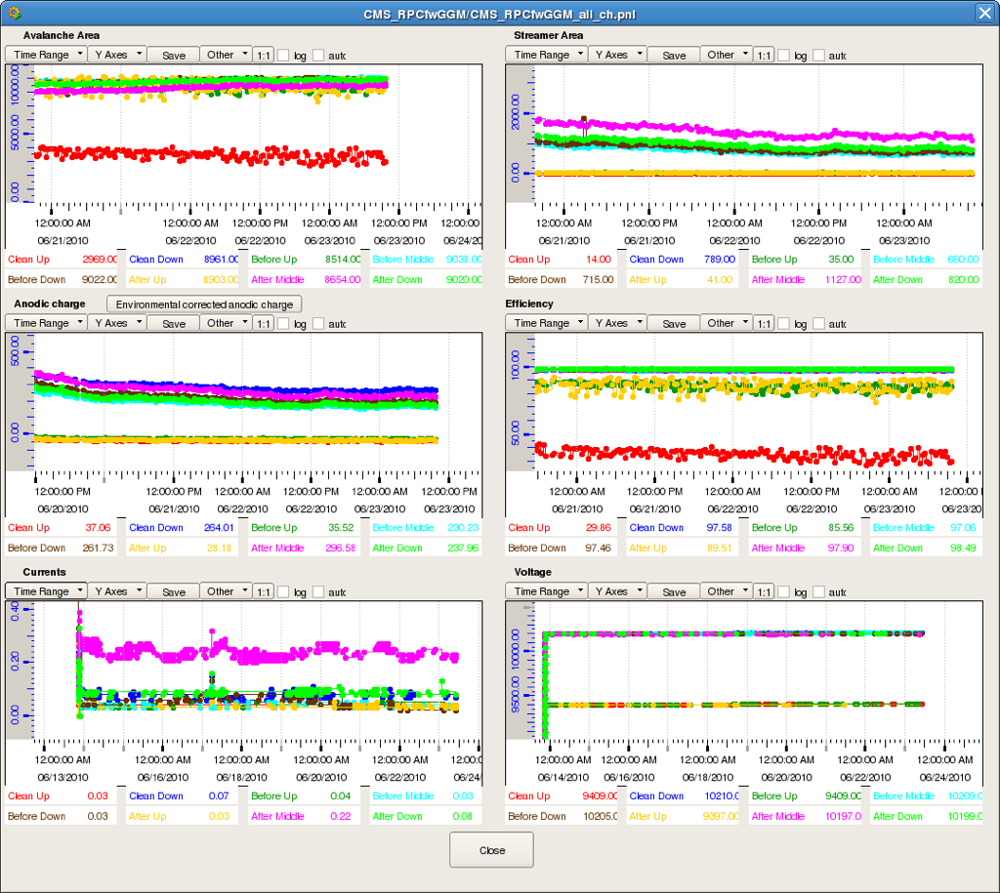 CMS_RPCfwGGM/CMS_RPCfwGGM_all_ch.pnl
Avalanche Area
Time Range Y Axes Save Other 1:1 log auto
10000.00
5000.00
0.00
12:00:00 AM 12:00:00 AM 12:00:00 PM 12:00:00 AM 12:00:00 PM 12:00:00
06/21/2010 06/22/2010 06/22/2010 06/23/2010 06/23/2010 06/24/20
Clean Up 2969.00 Clean Down 8961.00 Before Up 8514.00 Before Middle 9038.00
Before Down 9022.00 After Up 8903.00 After Middle 8654.00 After Down 9020.00
Streamer Area
Time Range Y Axes Save Other 1:1 log auto
2000.00
0.00
12:00:00 AM 12:00:00 PM 12:00:00 AM 12:00:00 PM 12:00:00 AM
06/21/2010 06/21/2010 06/22/2010 06/22/2010 06/23/2010
Clean Up 14.00 Clean Down 789.00 Before Up 35.00 Before Middle 660.00
Before Down 715.00 After Up 41.00 After Middle 1127.00 After Down 820.00
Anodic charge Environmental corrected anodic charge
Time Range Y Axes Save Other 1:1 log auto
500.00
0.00
12:00:00 PM 12:00:00 PM 12:00:00 AM 12:00:00 PM 12:00:00 AM 12:00:00 PM
06/20/2010 06/21/2010 06/22/2010 06/22/2010 06/23/2010 06/23/2010
Clean Up 37.06 Clean Down 264.01 Before Up 35.52 Before Middle 230.23
Before Down 261.73 After Up 28.18 After Middle 296.58 After Down 237.96
Efficiency
Time Range Y Axes Save Other 1:1 log auto
100.00
50.00
12:00:00 AM 12:00:00 PM 12:00:00 AM 12:00:00 PM 12:00:00 AM 12:00:00
06/21/2010 06/21/2010 06/22/2010 06/22/2010 06/23/2010 06/23/20
Clean Up 29.86 Clean Down 97.58 Before Up 85.56 Before Middle 97.06
Before Down 97.46 After Up 89.51 After Middle 97.90 After Down 98.49
Currents
Time Range Y Axes Save Other 1:1 log auto
0.40
0.20
0.00
12:00:00 AM 12:00:00 AM 12:00:00 AM 12:00:00 AM 12:00:00 AM 12:00:0
06/13/2010 06/16/2010 06/18/2010 06/20/2010 06/22/2010 06/24/
Clean Up 0.03 Clean Down 0.07 Before Up 0.04 Before Middle 0.03
Before Down 0.03 After Up 0.03 After Middle 0.22 After Down 0.08
Voltage
Time Range Y Axes Save Other 1:1 log auto
10000.00
9500.00
12:00:00 AM 12:00:00 AM 12:00:00 AM 12:00:00 AM 12:00:00 AM 12:00:00 AM
06/14/2010 06/16/2010 06/18/2010 06/20/2010 06/22/2010 06/24/2010
Clean Up 9409.00 Clean Down 10210.0 Before Up 9409.00 Before Middle 10209.0
Before Down 10205.0 After Up 9397.00 After Middle 10197.0 After Down 10199.0
Close